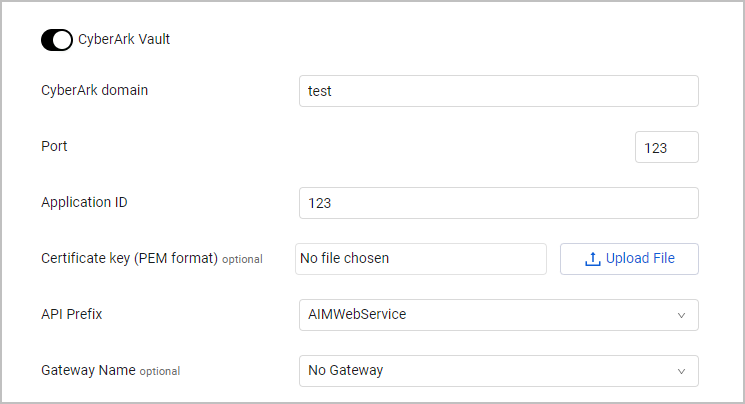 CyberArk Vault
CyberArk domain test
Port 123
Application ID 123
Certificate key (PEM format) optional No file chosen Upload File
API Prefix AIMWebService
Gateway Name optional No Gateway